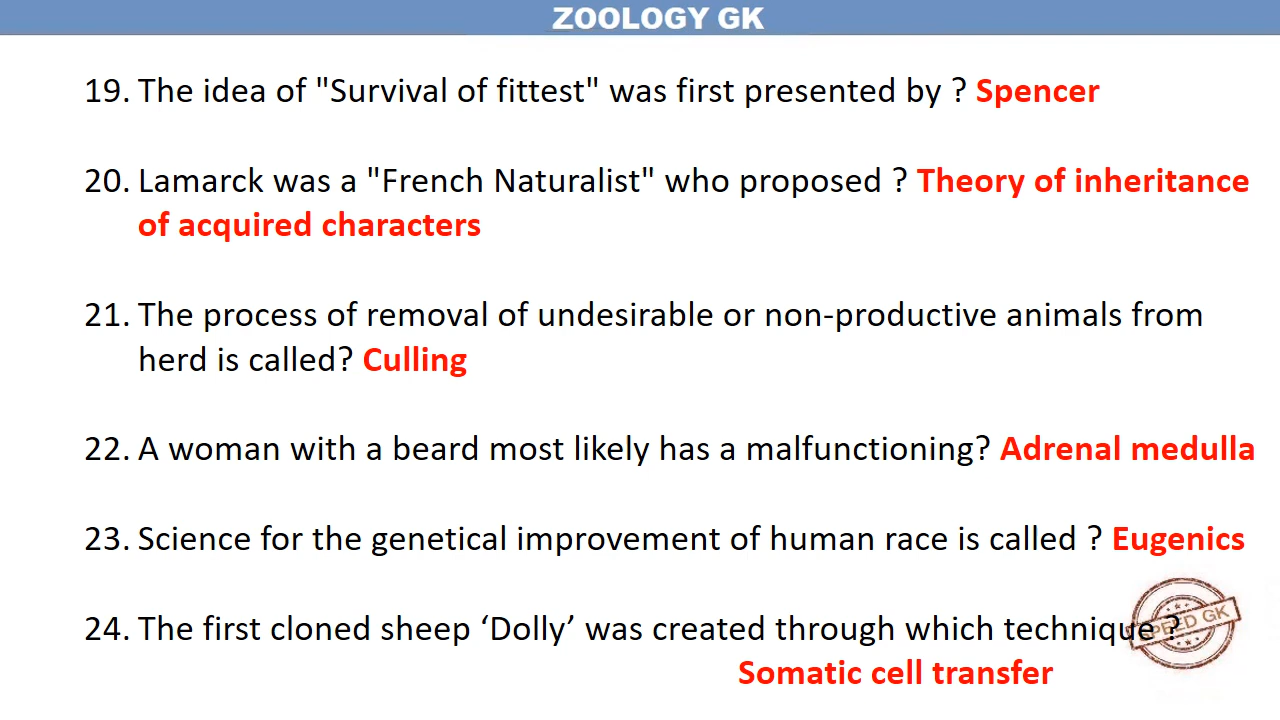 ZOOLOGY GK
19. The idea of "Survival of fittest" was first presented by ? Spencer
20. Lamarck was a "French Naturalist" who proposed ? Theory of inheritance
of acquired characters
21. The process of removal of undesirable or non-productive animals from
herd is called? Culling
22. A woman with a beard most likely has a malfunctioning? Adrenal medulla
23. Science for the genetical improvement of human race is called ? Eugenics
24. The first cloned sheep ‘Dolly’ was created through which technique ?
SPEED GK
Somatic cell transfer